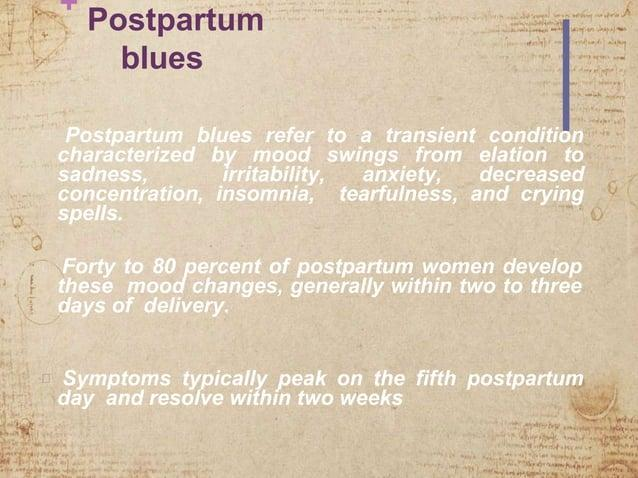 Postpartum
blues
Postpartum blues refer to a transient condition
characterized by mood swings from elation to
sadness, irritability, anxiety, decreased
concentration, insomnia, tearfulness, and crying
spells.
Forty to 80 percent of postpartum women develop
these mood changes, generally within two to three
days of delivery.
Symptoms typically peak on the fifth postpartum
day and resolve within two weeks